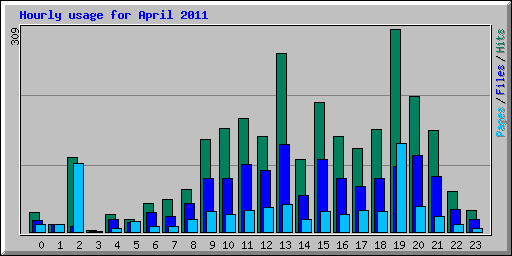 Hourly usage for April 2011
309
Pages / Files / Hits
0 1 2 3 4 5 6 7 8 9 10 11 12 13 14 15 16 17 18 19 20 21 22 23